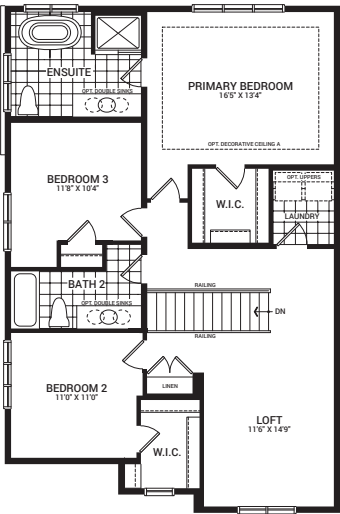 ENSUITE
OPT. DOUBLE SINKS
PRIMARY BEDROOM
16'5" X 13'4"
OPT. DECORATIVE CEILING A
BEDROOM 3
11'8" X 10'4"
W.I.C.
OPT. UPPERS
LAUNDRY
BATH 2
OPT. DOUBLE SINKS
RAILING
DN
RAILING
LINEN
BEDROOM 2
11'0" X 11'0"
W.I.C.
LOFT
11'6" X 14'9"